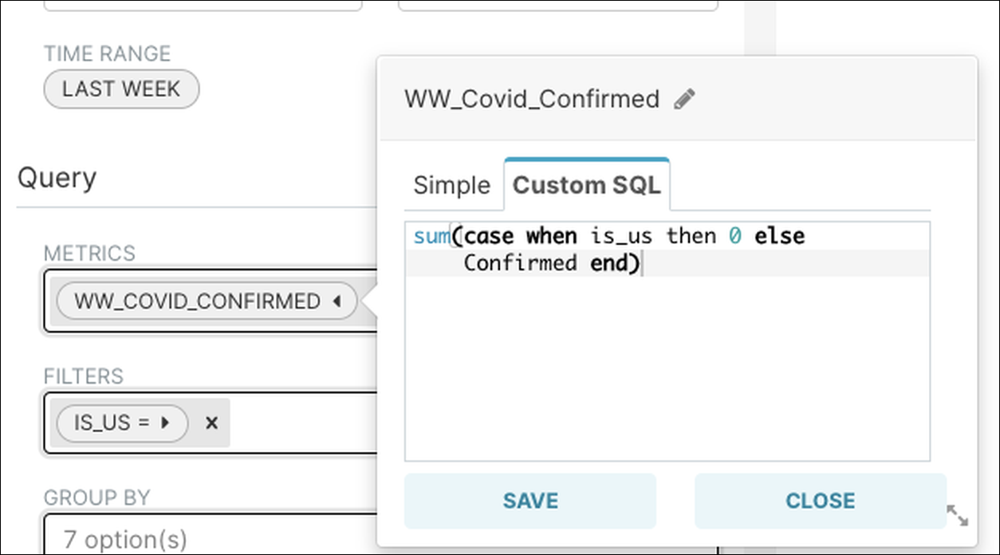 TIME RANGE
LAST WEEK
Query
METRICS
WW_COVID_CONFIRMED
FILTERS
IS_US =
x
GROUP BY
7 option(s)
WW_Covid_Confirmed
Simple
Custom SQL
sum(case when is_us then 0 else
Confirmed end)
SAVE
CLOSE